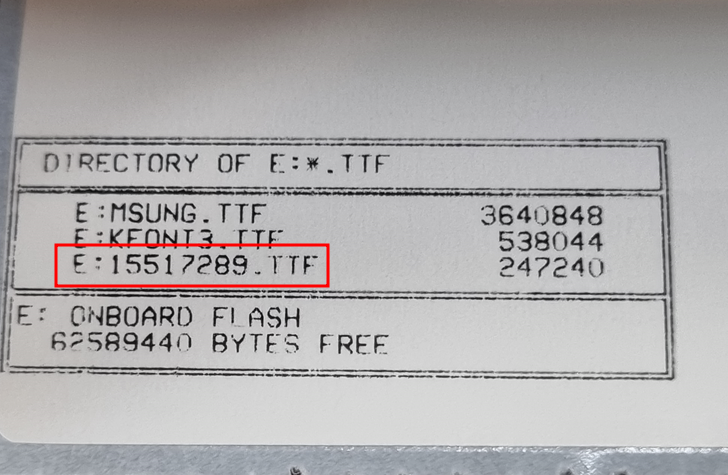 DIRECTORY OF E:*.TTF
E:MSUNG.TTF 3640848
E:KFONT3.TTF 538044
E:15517289.TTF 247240
E: ONBOARD FLASH
62589440 BYTES FREE